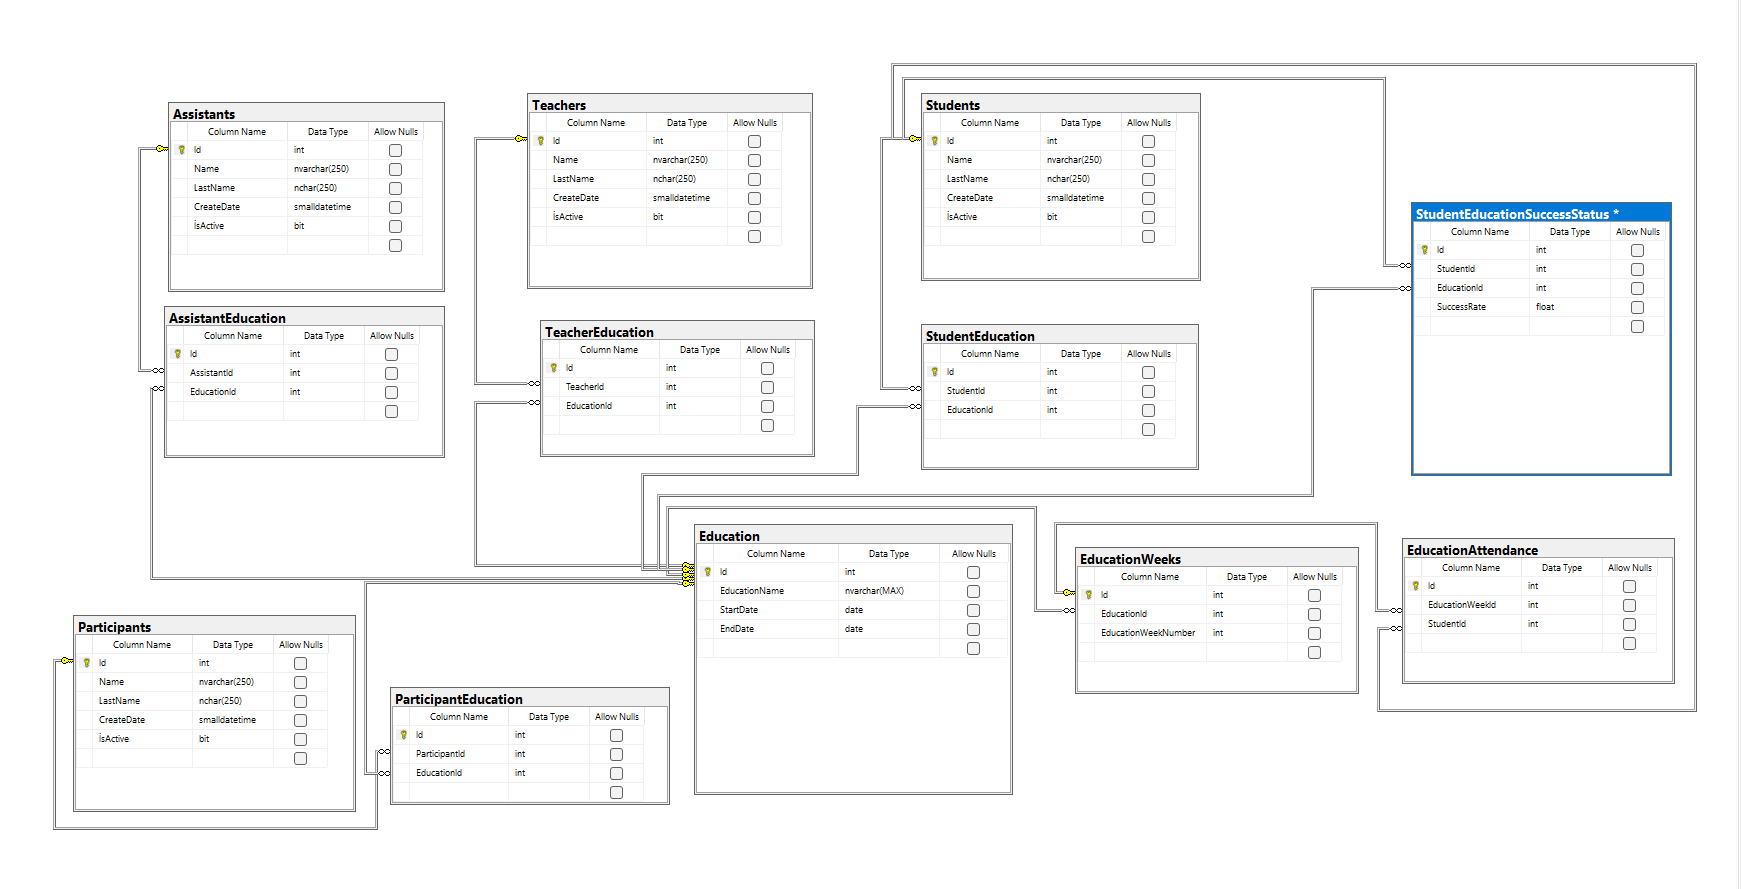 Assistants
Column Name Data Type Allow Nulls
Id int
Name nvarchar(250)
LastName nchar(250)
CreateDate smalldatetime
İsActive bit
Teachers
Column Name Data Type Allow Nulls
Id int
Name nvarchar(250)
LastName nchar(250)
CreateDate smalldatetime
İsActive bit
Students
Column Name Data Type Allow Nulls
Id int
Name nvarchar(250)
LastName nchar(250)
CreateDate smalldatetime
İsActive bit
StudentEducationSuccessStatus *
Column Name Data Type Allow Nulls
Id int
StudentId int
EducationId int
SuccessRate float
AssistantEducation
Column Name Data Type Allow Nulls
Id int
AssistantId int
EducationId int
TeacherEducation
Column Name Data Type Allow Nulls
Id int
TeacherId int
EducationId int
StudentEducation
Column Name Data Type Allow Nulls
Id int
StudentId int
EducationId int
Education
Column Name Data Type Allow Nulls
Id int
EducationName nvarchar(MAX)
StartDate date
EndDate date
EducationWeeks
Column Name Data Type Allow Nulls
Id int
EducationId int
EducationWeekNumber int
EducationAttendance
Column Name Data Type Allow Nulls
Id int
EducationWeekId int
StudentId int
Participants
Column Name Data Type Allow Nulls
Id int
Name nvarchar(250)
LastName nchar(250)
CreateDate smalldatetime
İsActive bit
ParticipantEducation
Column Name Data Type Allow Nulls
Id int
ParticipantId int
EducationId int